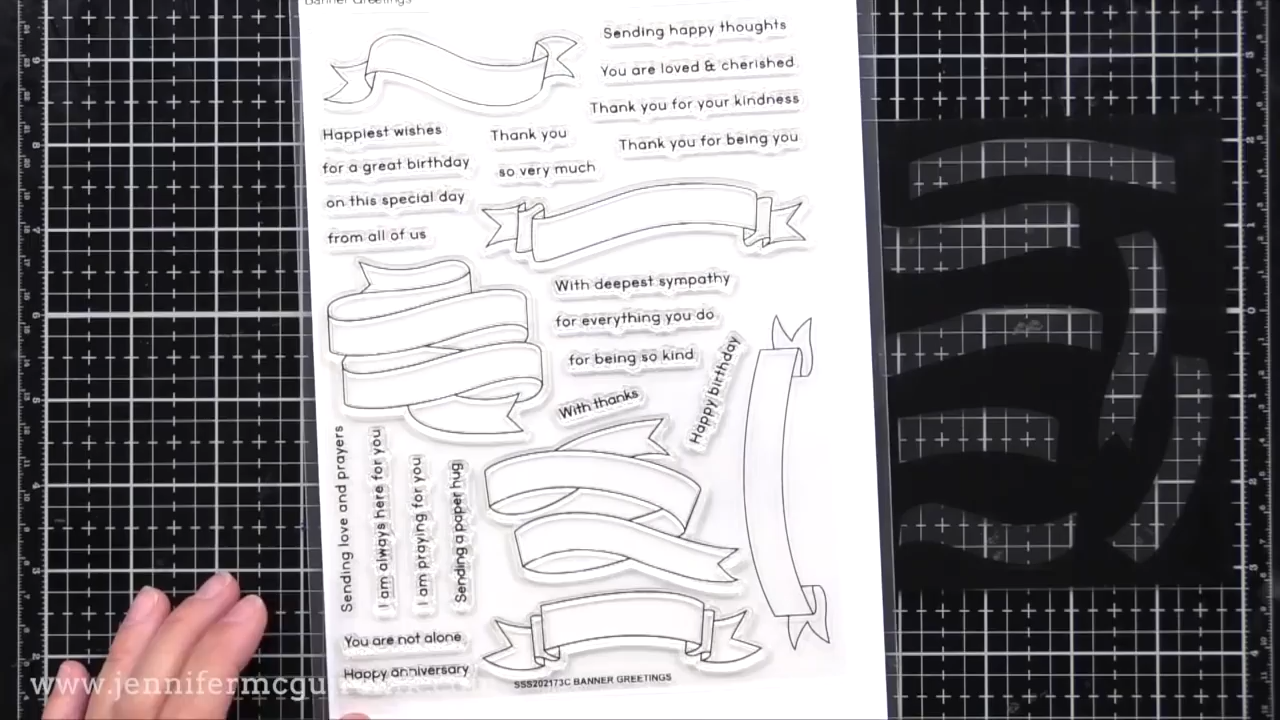 Banner Greetings
Sending happy thoughts
You are loved & cherished
Thank you for your kindness
Thank you for being you
Happiest wishes
for a great birthday
on this special day
from all of us
Thank you
so very much
With deepest sympathy
for everything you do
for being so kind
With thanks
Happy birthday
Sending love and prayers
I am always here for you
I am praying for you
Sending a paper hug
You are not alone
Happy anniversary
SSS202173C BANNER GREETINGS
www.jennifermcgui